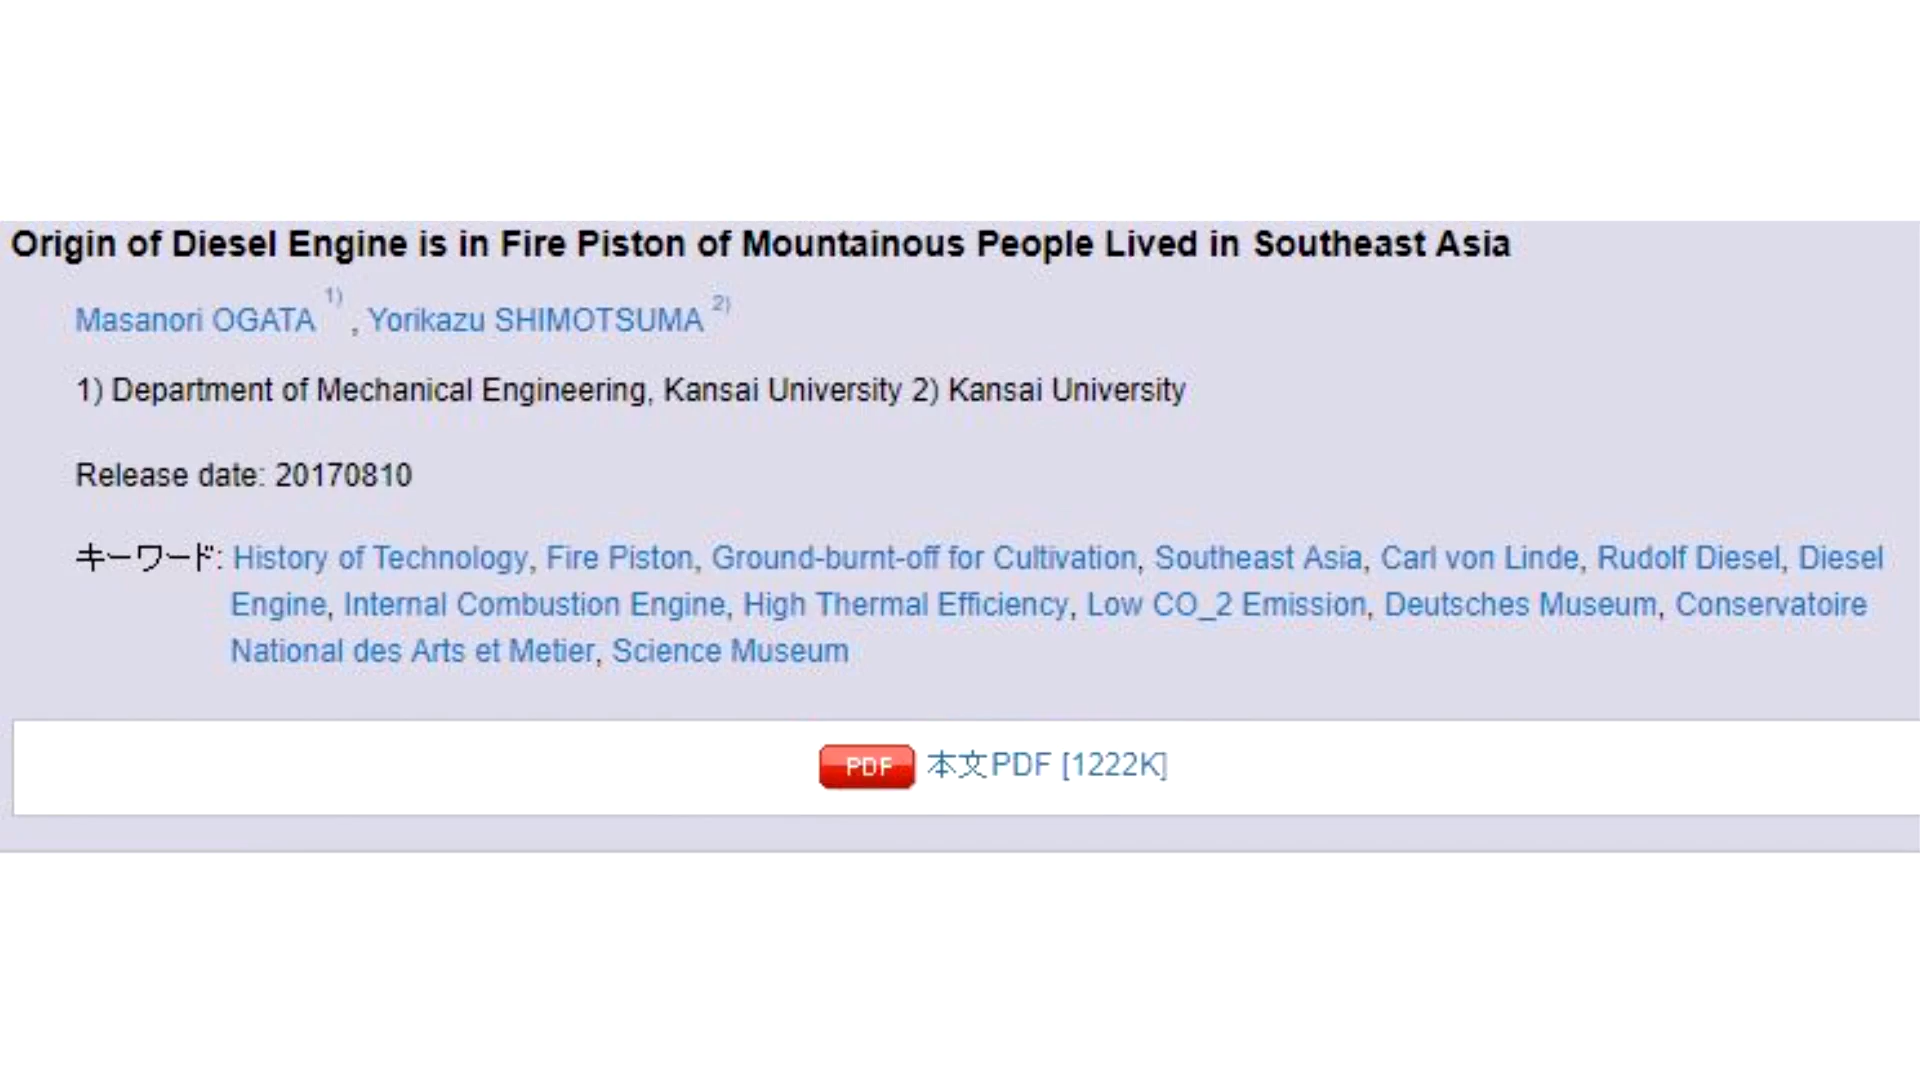 Origin of Diesel Engine is in Fire Piston of Mountainous People Lived in Southeast Asia
Masanori OGATA 1) , Yorikazu SHIMOTSUMA 2)
1) Department of Mechanical Engineering, Kansai University 2) Kansai University
Release date: 20170810
キーワード: History of Technology, Fire Piston, Ground-burnt-off for Cultivation, Southeast Asia, Carl von Linde, Rudolf Diesel, Diesel
Engine, Internal Combustion Engine, High Thermal Efficiency, Low CO_2 Emission, Deutsches Museum, Conservatoire
National des Arts et Metier, Science Museum
PDF 本文PDF [1222K]